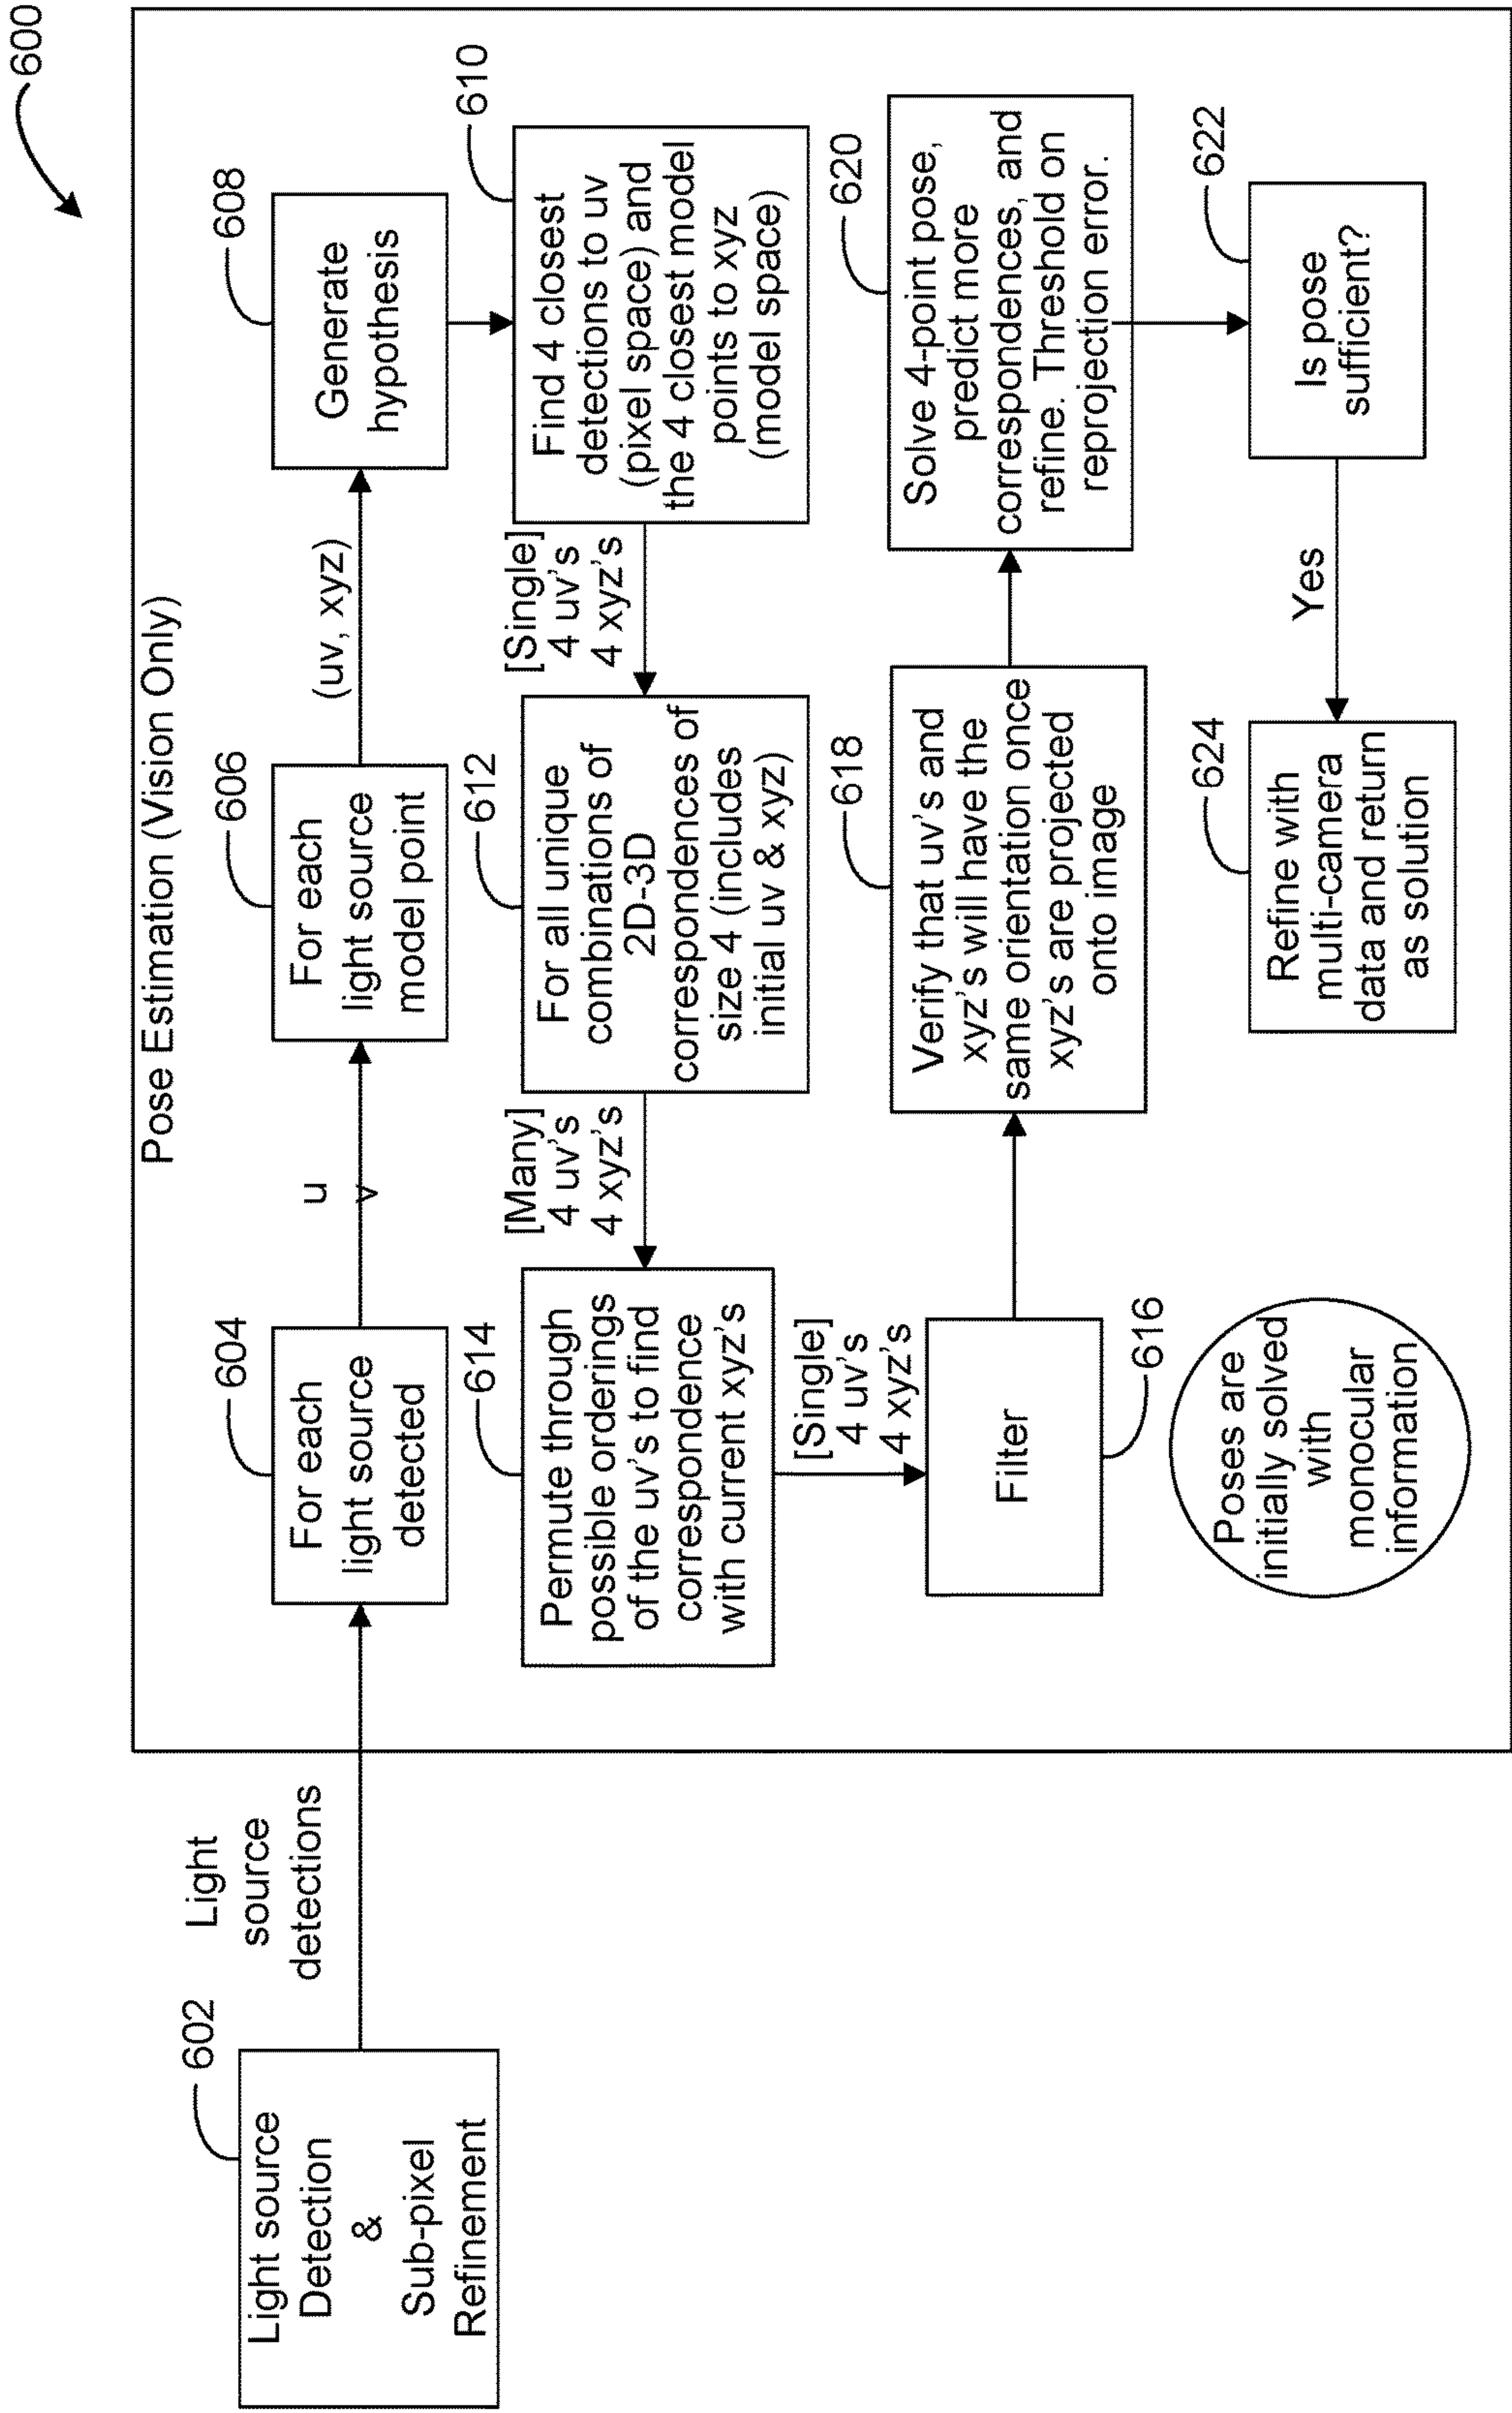 600
Pose Estimation (Vision Only)
602
Light source
Detection
&
Sub-pixel
Refinement
Light
source
detections
604
For each
light source
detected
u
v
606
For each
light source
model point
(uv, xyz)
608
Generate
hypothesis
610
Find 4 closest
detections to uv
(pixel space) and
the 4 closest model
points to xyz
(model space)
[Single]
4 uv's
4 xyz's
612
For all unique
combinations of
2D-3D
correspondences of
size 4 (includes
initial uv & xyz)
[Many]
4 uv's
4 xyz's
614
Permute through
possible orderings
of the uv's to find
correspondence
with current xyz's
[Single]
4 uv's
4 xyz's
Filter
616
618
Verify that uv's and
xyz's will have the
same orientation once
xyz's are projected
onto image
620
Solve 4-point pose,
predict more
correspondences, and
refine. Threshold on
reprojection error.
622
Is pose
sufficient?
Yes
624
Refine with
multi-camera
data and return
as solution
Poses are
initially solved
with
monocular
information